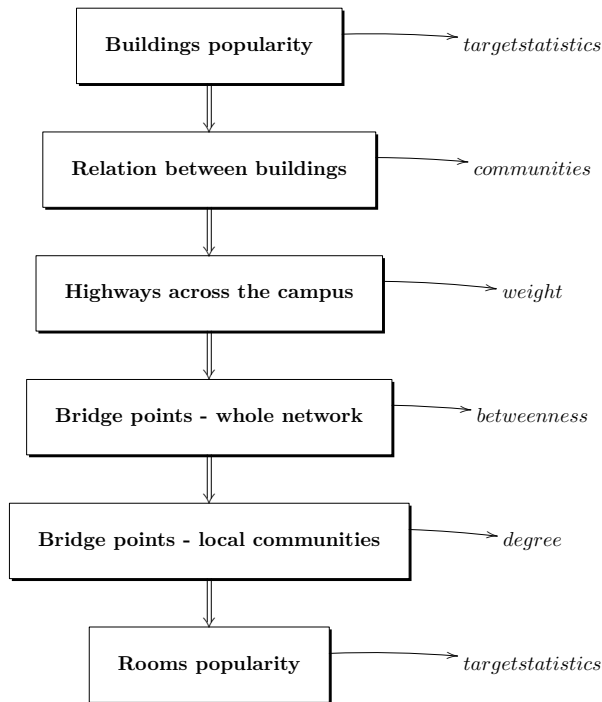 Buildings popularity
targetstatistics
Relation between buildings
communities
Highways across the campus
weight
Bridge points - whole network
betweenness
Bridge points - local communities
degree
Rooms popularity
targetstatistics